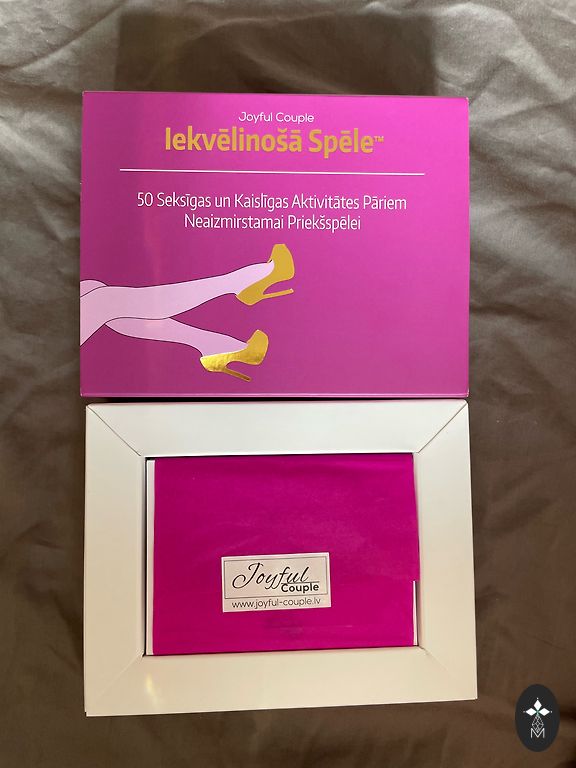 Joyful Couple
Iekvēlinošā Spēle™
50 Seksīgas un Kaislīgas Aktivitātes Pāriem
Neaizmirstamai Priekšspēlei
Joyful
Couple
www.joyful-couple.lv
M